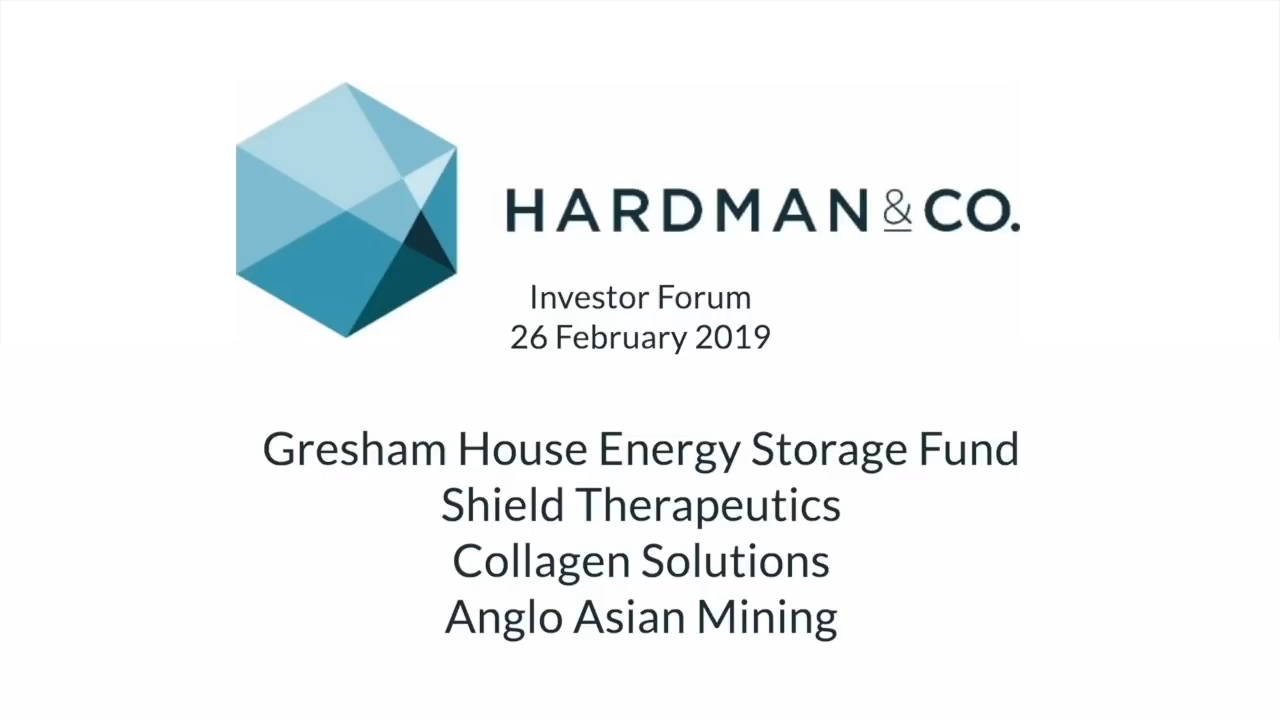 HARDMAN & CO.
Investor Forum
26 February 2019
Gresham House Energy Storage Fund
Shield Therapeutics
Collagen Solutions
Anglo Asian Mining